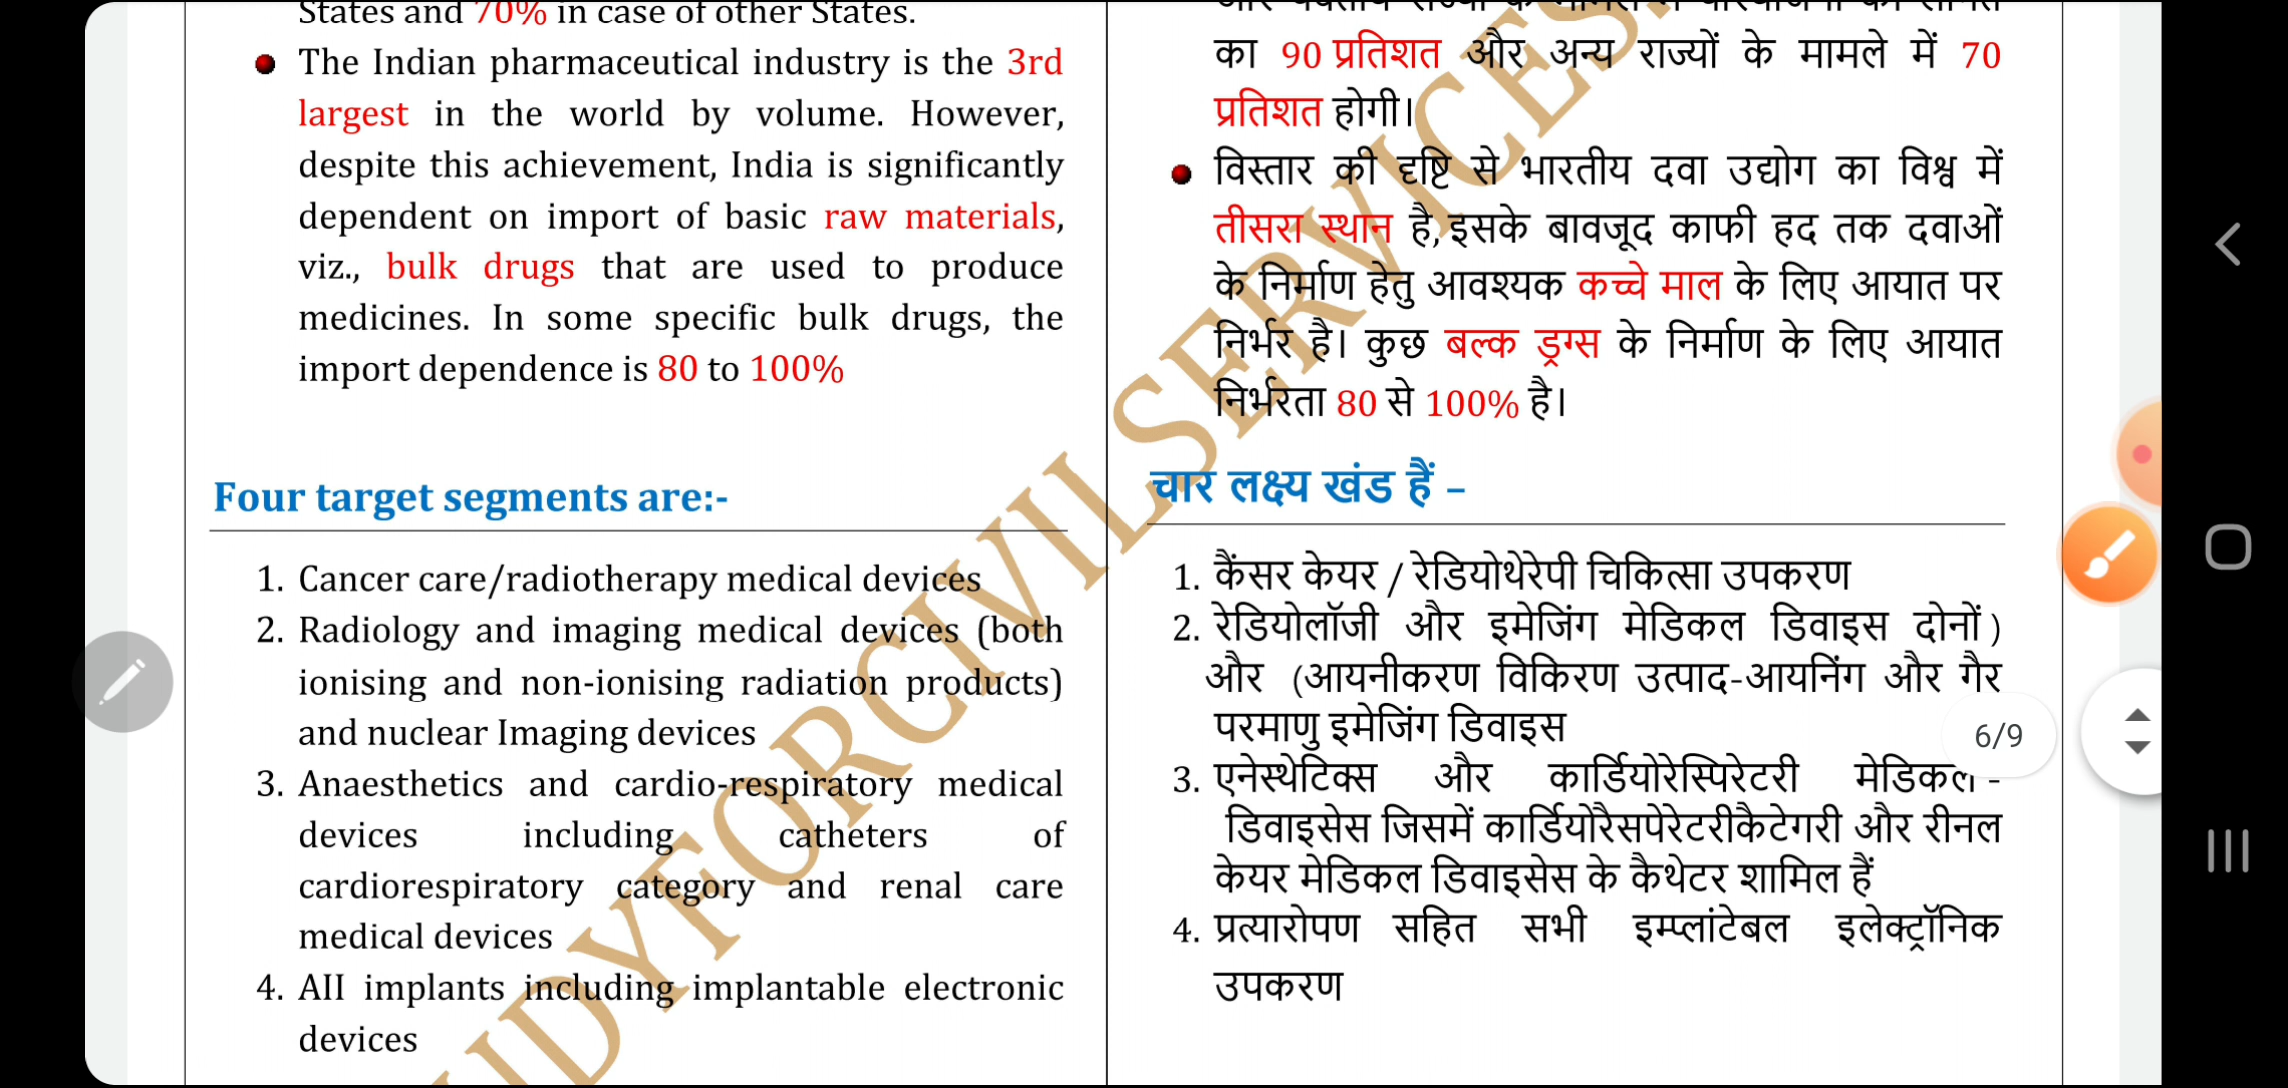 States and 70% in case of other States.
The Indian pharmaceutical industry is the 3rd
largest in the world by volume. However,
despite this achievement, India is significantly
dependent on import of basic raw materials,
viz., bulk drugs that are used to produce
medicines. In some specific bulk drugs, the
import dependence is 80 to 100%
Four target segments are:-
1. Cancer care/radiotherapy medical devices
2. Radiology and imaging medical devices (both
ionising and non-ionising radiation products)
and nuclear Imaging devices
3. Anaesthetics and cardio-respiratory medical
devices including catheters of
cardiorespiratory category and renal care
medical devices
4. AII implants including implantable electronic
devices
का 90 प्रतिशत और अन्य राज्यों के मामले में 70
प्रतिशत होगी।
विस्तार की दृष्टि से भारतीय दवा उद्योग का विश्व में
तीसरा स्थान है, इसके बावजूद काफी हद तक दवाओं
के निर्माण हेतु आवश्यक कच्चे माल के लिए आयात पर
निर्भर है। कुछ बल्क ड्रग्स के निर्माण के लिए आयात
निर्भरता 80 से 100% है।
चार लक्ष्य खंड हैं –
1. कैंसर केयर / रेडियोथेरेपी चिकित्सा उपकरण
2. रेडियोलॉजी और इमेजिंग मेडिकल डिवाइस दोनों )
और (आयनीकरण विकिरण उत्पाद-आयनिंग और गैर
परमाणु इमेजिंग डिवाइस
3. एनेस्थेटिक्स और कार्डियोरेस्पिरेटरी मेडिकल -
डिवाइसेस जिसमें कार्डियोरैसपेरेटरीकैटेगरी और रीनल
केयर मेडिकल डिवाइसेस के कैथेटर शामिल हैं
4. प्रत्यारोपण सहित सभी इम्प्लांटेबल इलेक्ट्रॉनिक
उपकरण
6/9
UDYFORCIVILSERVICES.